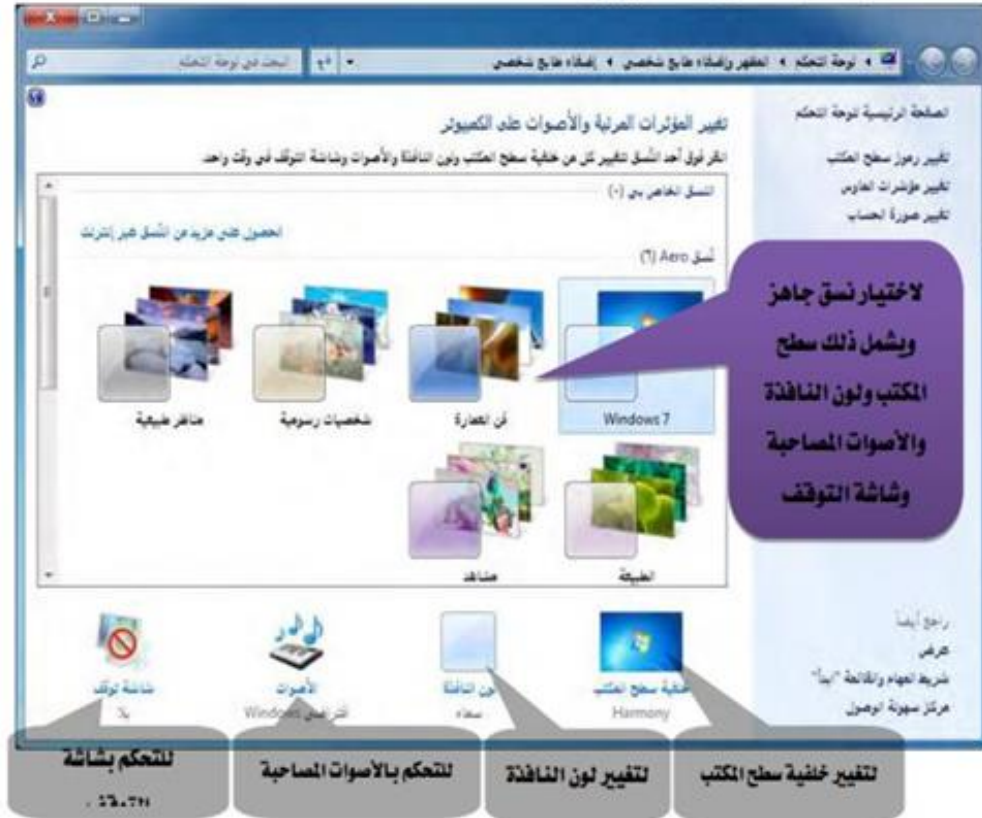 لوحة التحكم ‹ المظهر وإضفاء طابع شخصي ‹ إضفاء طابع شخصي
البحث في لوحة التحكم
الصفحة الرئيسية للوحة التحكم
تغيير رموز سطح المكتب
تغيير مؤشرات الماوس
تغيير صورة الحساب
تغيير المؤثرات المرئية والأصوات على الكمبيوتر
انقر فوق أحد النُسق لتغيير كل من خلفية سطح المكتب ولون النافذة والأصوات وشاشة التوقف في وقت واحد.
النسق الخاص بي (٠)
الحصول على مزيد من النُسق عبر إنترنت
نُسق Aero (٦)
Windows 7
فن العمارة
شخصيات رسومية
مناظر طبيعية
الطبيعة
مشاهد
لاختيار نسق جاهز
ويشمل ذلك سطح
المكتب ولون النافذة
والأصوات المصاحبة
وشاشة التوقف
راجع أيضاً
العرض
شريط المهام والقائمة "ابدأ"
مركز سهولة الوصول
خلفية سطح المكتب
Harmony
لون النافذة
سماء
الأصوات
افتراضي Windows
شاشة توقف
بلا
لتغيير خلفية سطح المكتب
لتغيير لون النافذة
للتحكم بالأصوات المصاحبة
للتحكم بشاشة